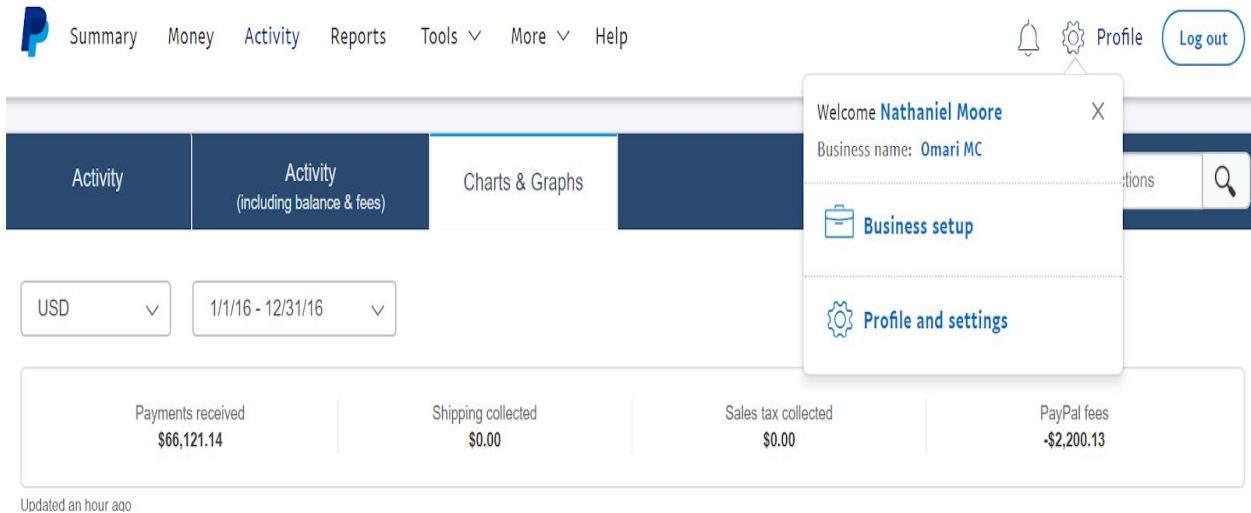 Summary Money Activity Reports Tools More Help Profile Log out
Welcome Nathaniel Moore X
Business name: Omari MC
Activity
Activity
(including balance & fees)
Charts & Graphs
Business setup
Profile and settings
USD
1/1/16 - 12/31/16
Payments received
$66,121.14
Shipping collected
$0.00
Sales tax collected
$0.00
PayPal fees
-$2,200.13
Updated an hour ago